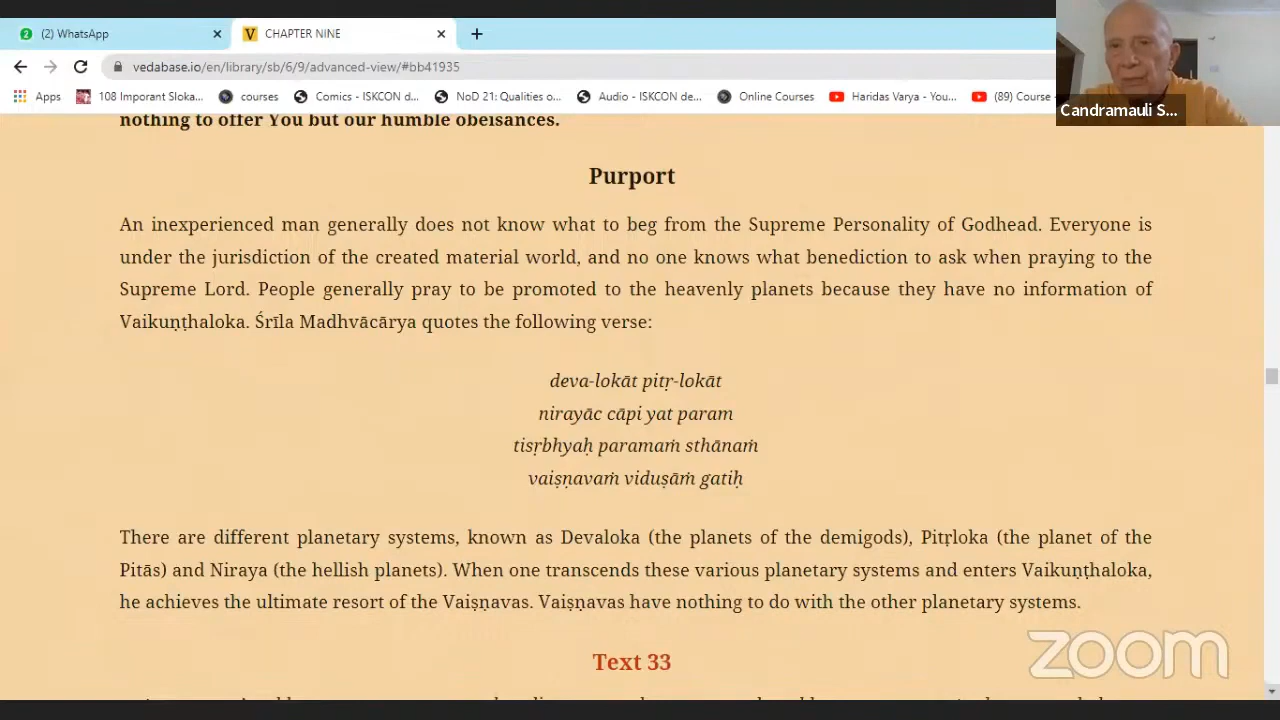 2
(2) WhatsApp
V
CHAPTER NINE
vedabase.io/en/library/sb/6/9/advanced-view/#bb41935
Apps
108 Imporant Sloka...
courses
Comics - ISKCON d...
NoD 21: Qualities o...
Audio - ISKCON de...
Online Courses
Haridas Varya - You...
(89) Course -
Candramauli S...
nothing to offer You but our humble obeisances.
Purport
An inexperienced man generally does not know what to beg from the Supreme Personality of Godhead. Everyone is
under the jurisdiction of the created material world, and no one knows what benediction to ask when praying to the
Supreme Lord. People generally pray to be promoted to the heavenly planets because they have no information of
Vaikuṇṭhaloka. Śrīla Madhvācārya quotes the following verse:
deva-lokāt pitṛ-lokāt
nirayāc cāpi yat param
tisṛbhyaḥ paramaṁ sthānaṁ
vaiṣṇavaṁ viduṣāṁ gatiḥ
There are different planetary systems, known as Devaloka (the planets of the demigods), Pitṛloka (the planet of the
Pitās) and Niraya (the hellish planets). When one transcends these various planetary systems and enters Vaikuṇṭhaloka,
he achieves the ultimate resort of the Vaiṣṇavas. Vaiṣṇavas have nothing to do with the other planetary systems.
zoom
Text 33